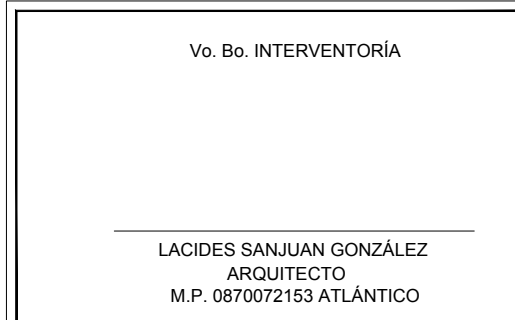 Vo. Bo. INTERVENTORÍA
LACIDES SANJUAN GONZÁLEZ
ARQUITECTO
M.P. 0870072153 ATLÁNTICO